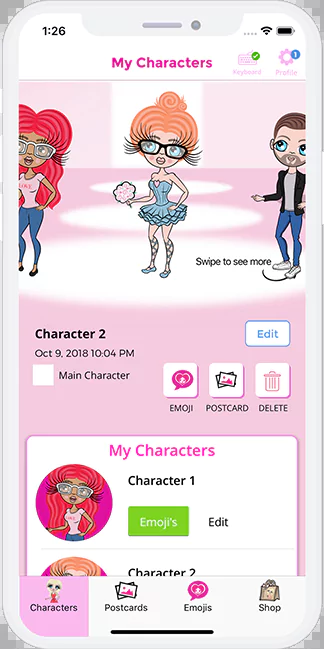 1:26
My Characters
Keyboard
1
Profile
Swipe to see more
Character 2
Edit
Oct 9, 2018 10:04 PM
Main Character
EMOJI
POSTCARD
DELETE
My Characters
Character 1
Emoji's
Edit
Character 2
Characters
Postcards
Emojis
Shop